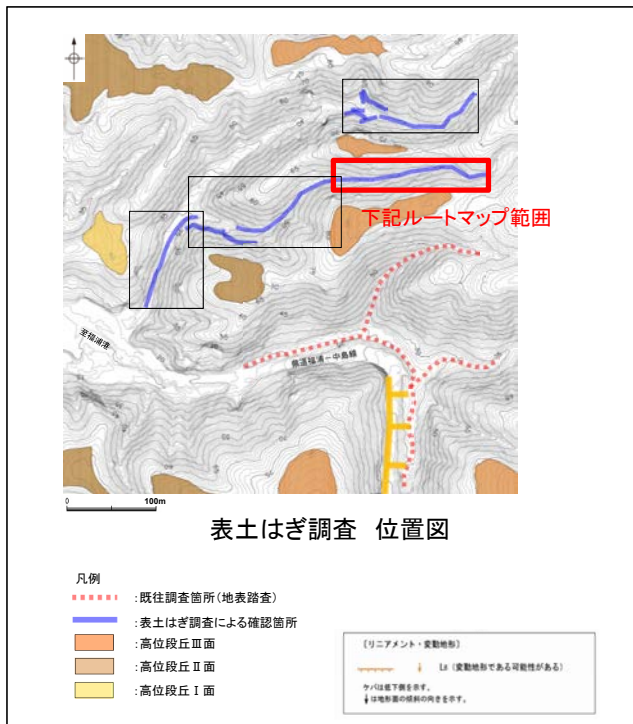 下記ルートマップ範囲
至福浦港
県道福浦－中島線
0 100m
表土はぎ調査 位置図
凡例
:既往調査箇所(地表踏査)
:表土はぎ調査による確認箇所
:高位段丘Ⅲ面
:高位段丘Ⅱ面
:高位段丘Ⅰ面
〔リニアメント・変動地形〕
Ls (変動地形である可能性がある)
ケバは低下側を示す。
↓は地形面の傾斜の向きを示す。